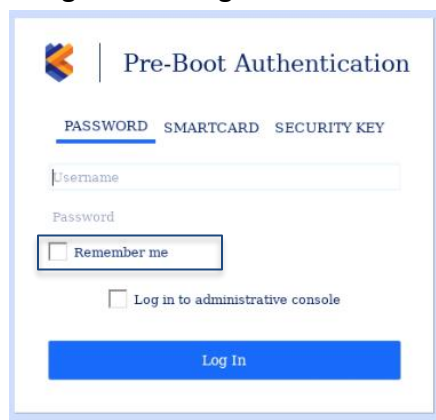 Pre-Boot Authentication
PASSWORD SMARTCARD SECURITY KEY
Username
Password
Remember me
Log in to administrative console
Log In